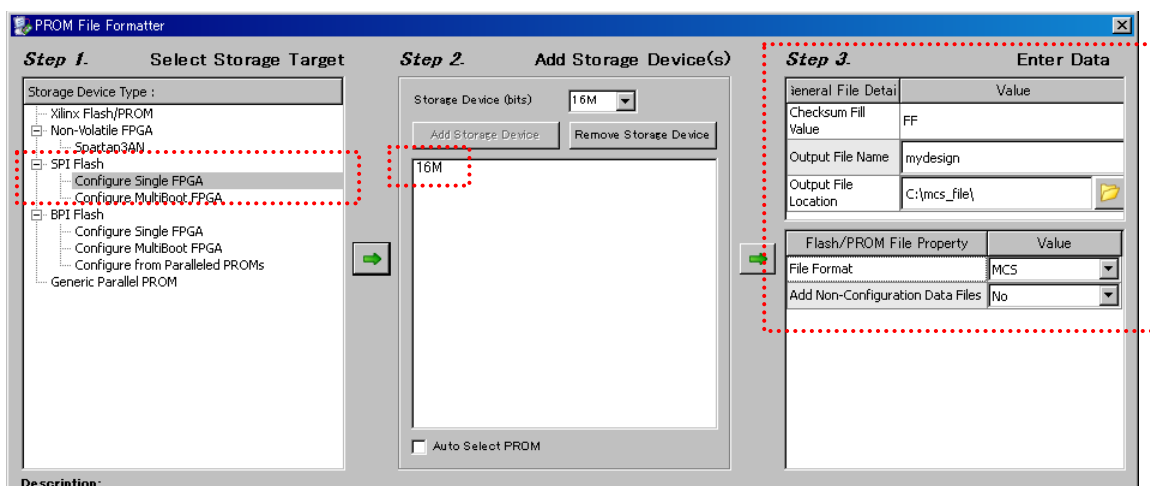 PROM File Formatter
Step 1. Select Storage Target
Storage Device Type :
Xilinx Flash/PROM
Non-Volatile FPGA
Spartan3AN
SPI Flash
Configure Single FPGA
Configure MultiBoot FPGA
BPI Flash
Configure Single FPGA
Configure MultiBoot FPGA
Configure from Paralleled PROMs
Generic Parallel PROM
Step 2. Add Storage Device(s)
Storage Device (bits) 16M
Add Storage Device Remove Storage Device
16M
Auto Select PROM
Step 3. Enter Data
General File Detai Value
Checksum Fill
Value FF
Output File Name mydesign
Output File
Location C:\mcs_file\
Flash/PROM File Property Value
File Format MCS
Add Non-Configuration Data Files No
Description: